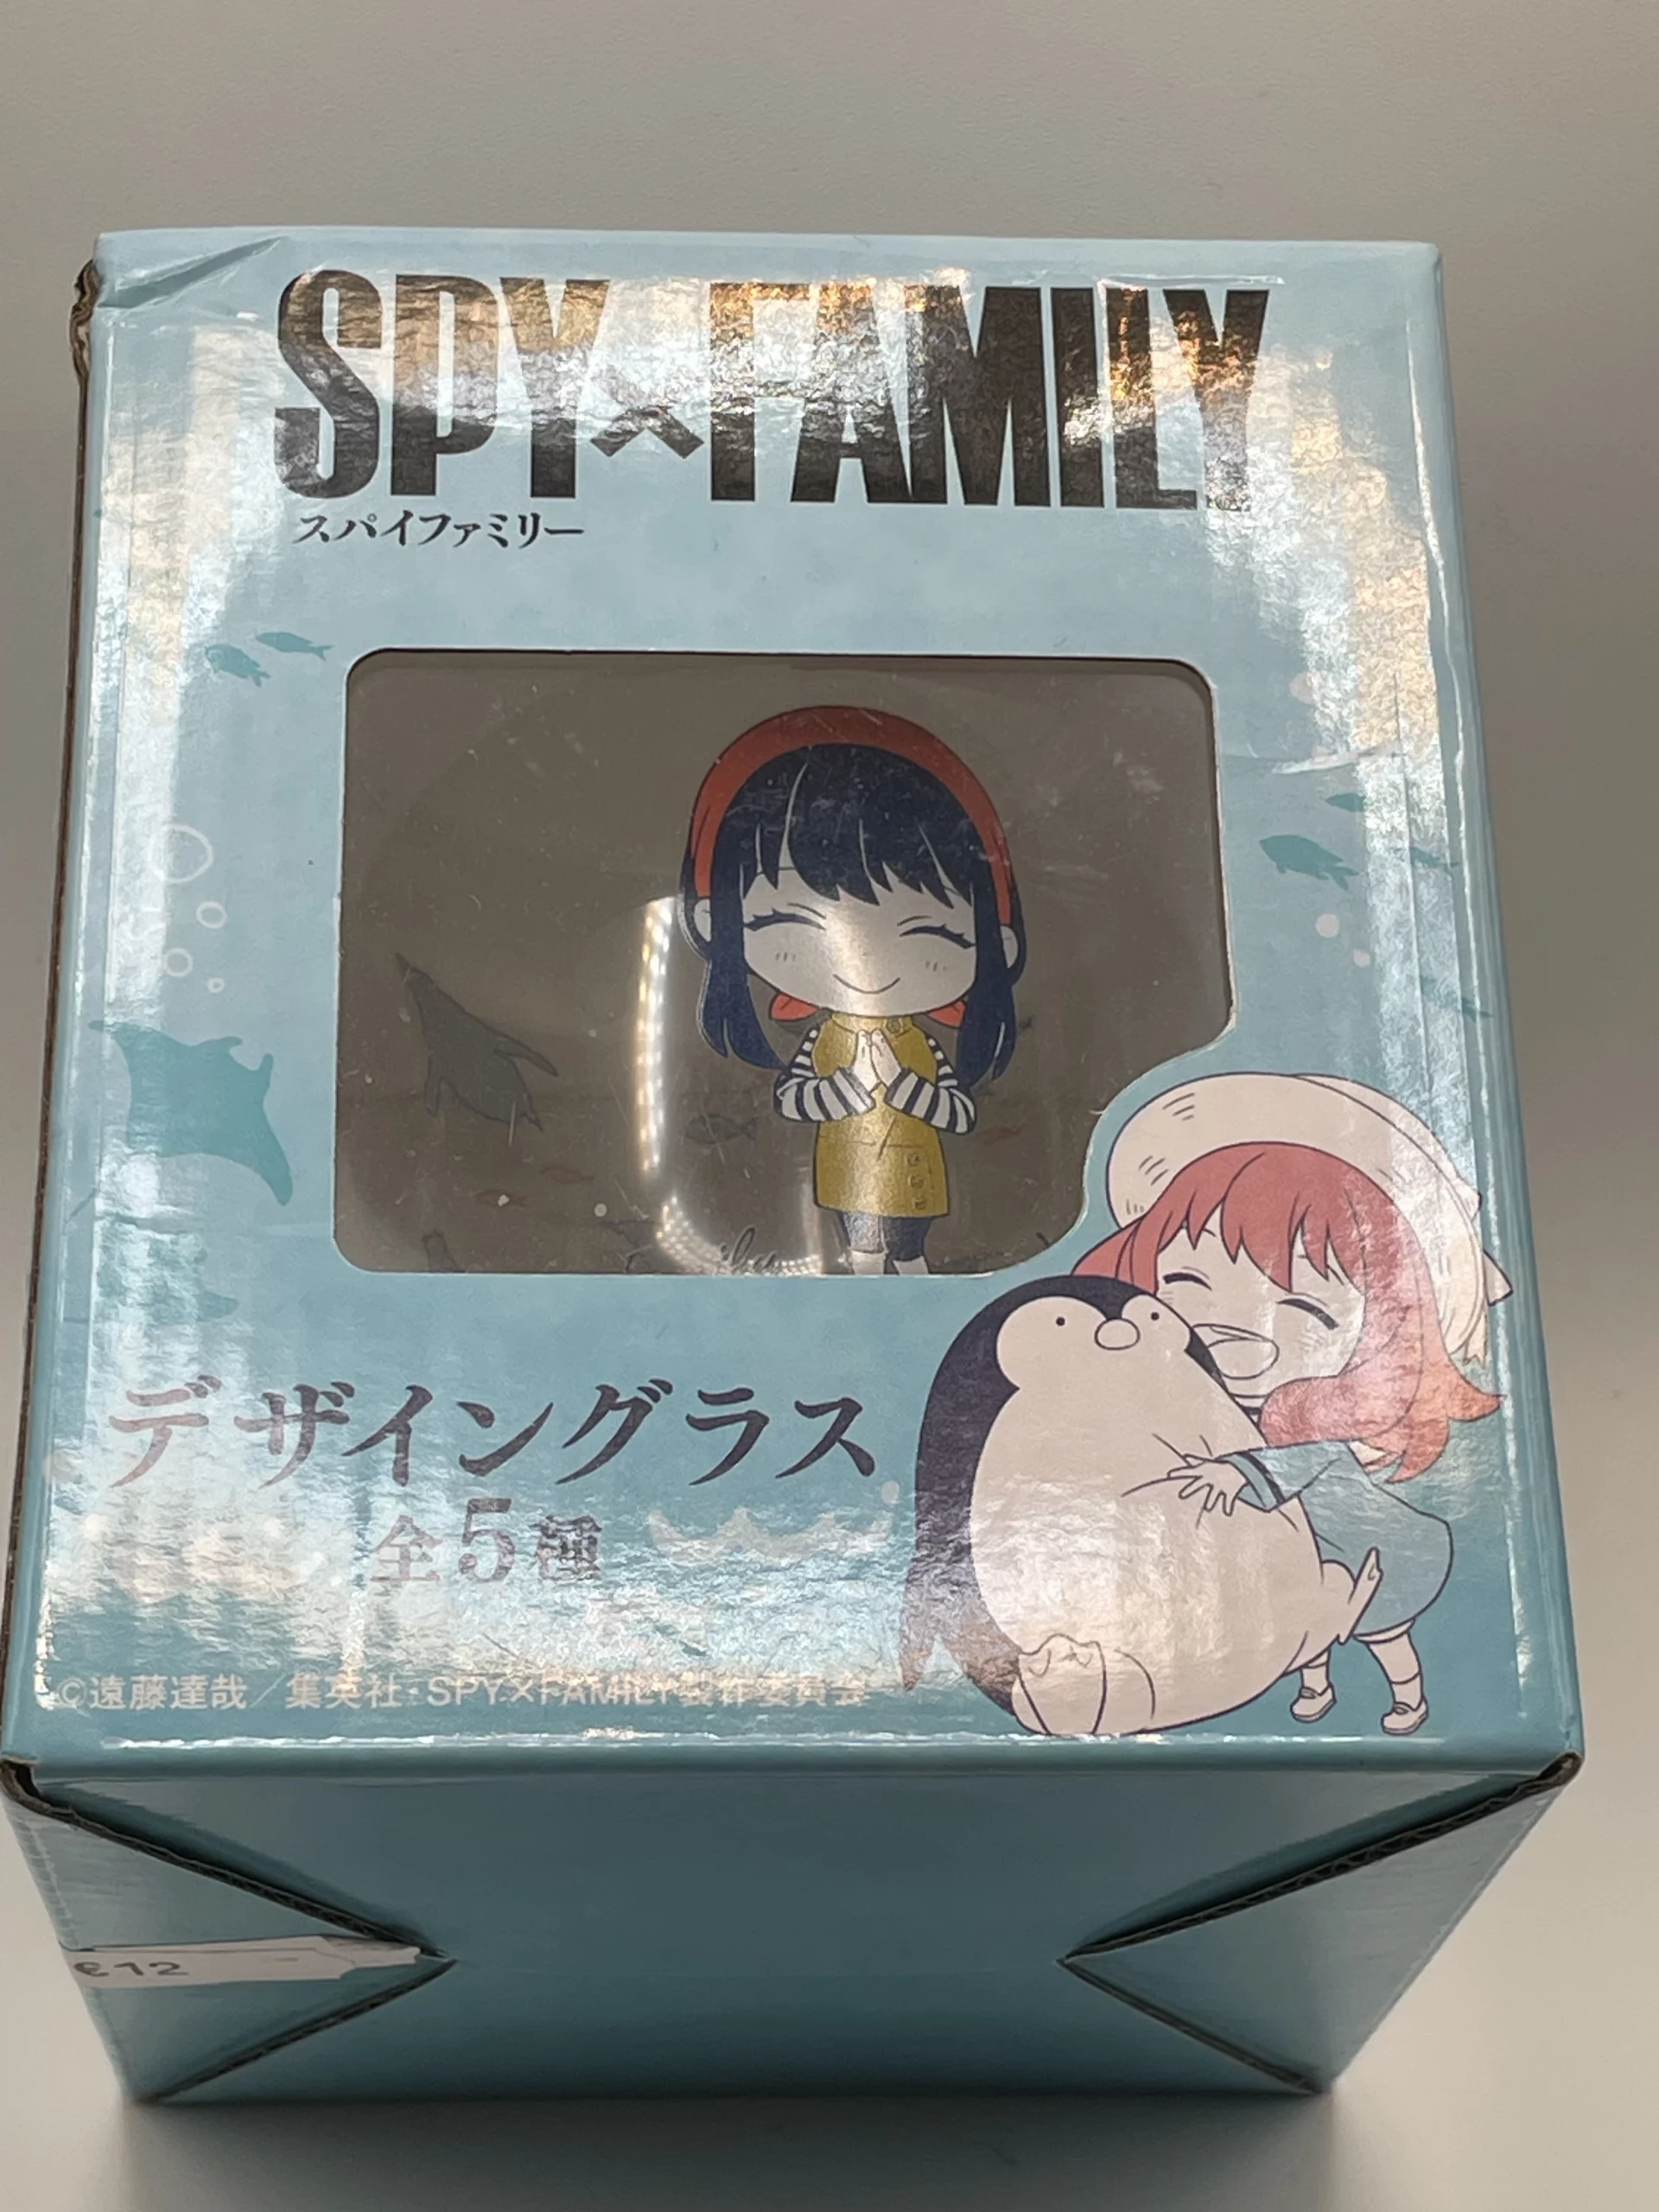 SPY×FAMILY
スパイファミリー
デザイングラス
全5種
©遠藤達哉／集英社・SPY×FAMILY製作委員会
€12